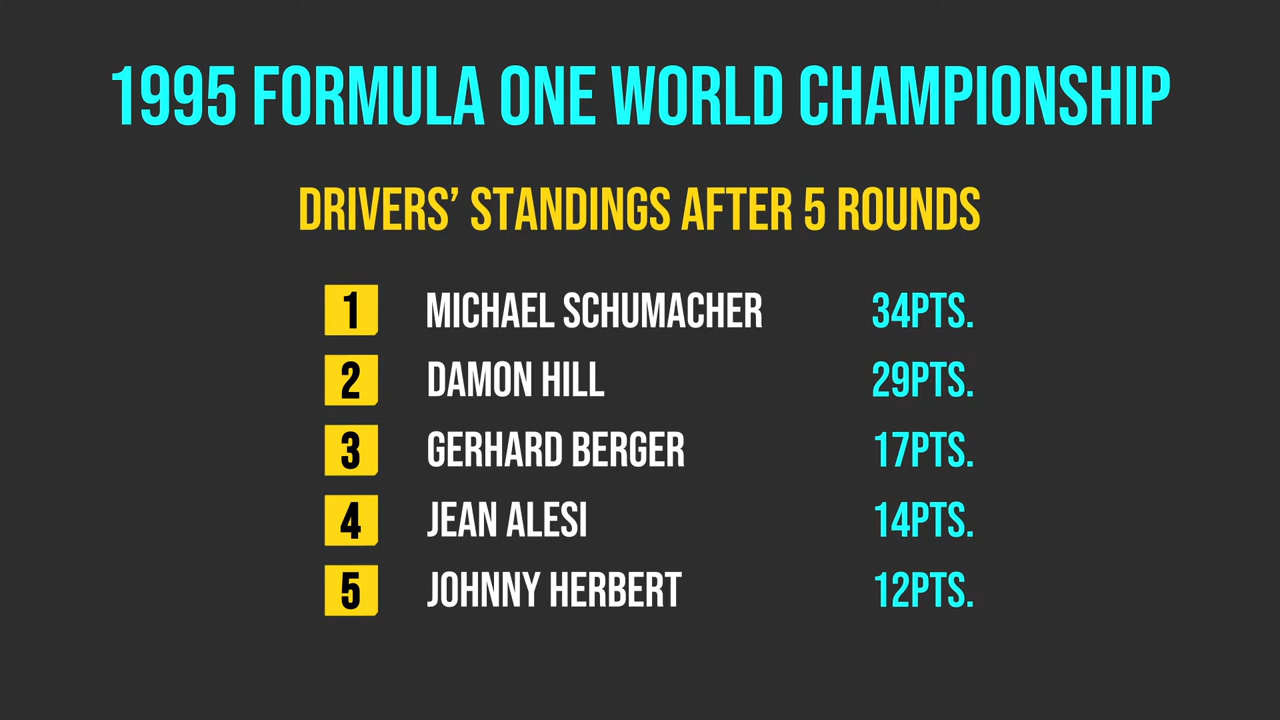 1995 FORMULA ONE WORLD CHAMPIONSHIP
DRIVERS’ STANDINGS AFTER 5 ROUNDS
1 MICHAEL SCHUMACHER 34PTS.
2 DAMON HILL 29PTS.
3 GERHARD BERGER 17PTS.
4 JEAN ALESI 14PTS.
5 JOHNNY HERBERT 12PTS.